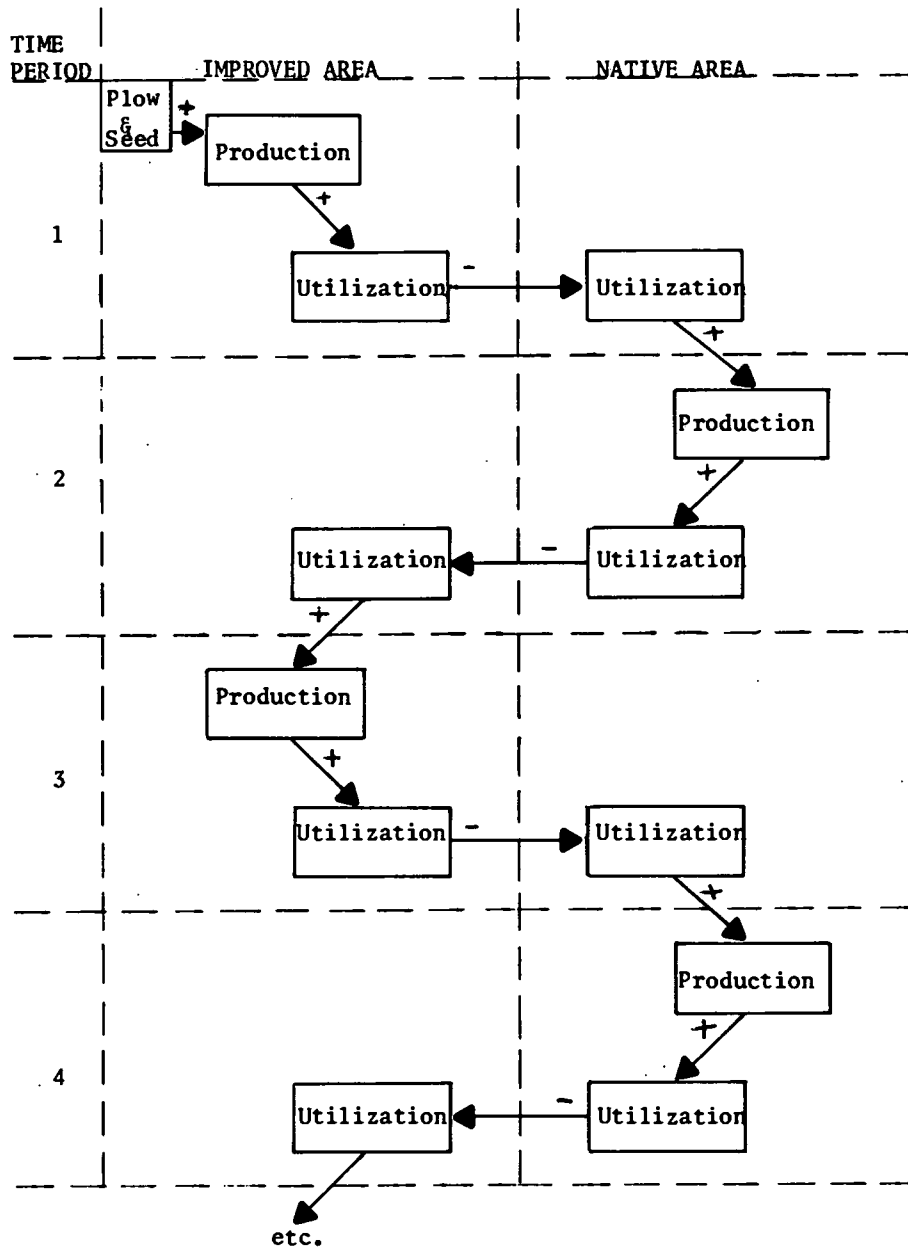 TIME
PERIOD IMPROVED AREA NATIVE AREA
Plow
&
Seed
+
Production
+
1
Utilization - Utilization
+
Production
2
+
Utilization - Utilization
+
Production
3
+
Utilization - Utilization
+
Production
+
4
Utilization - Utilization
etc.